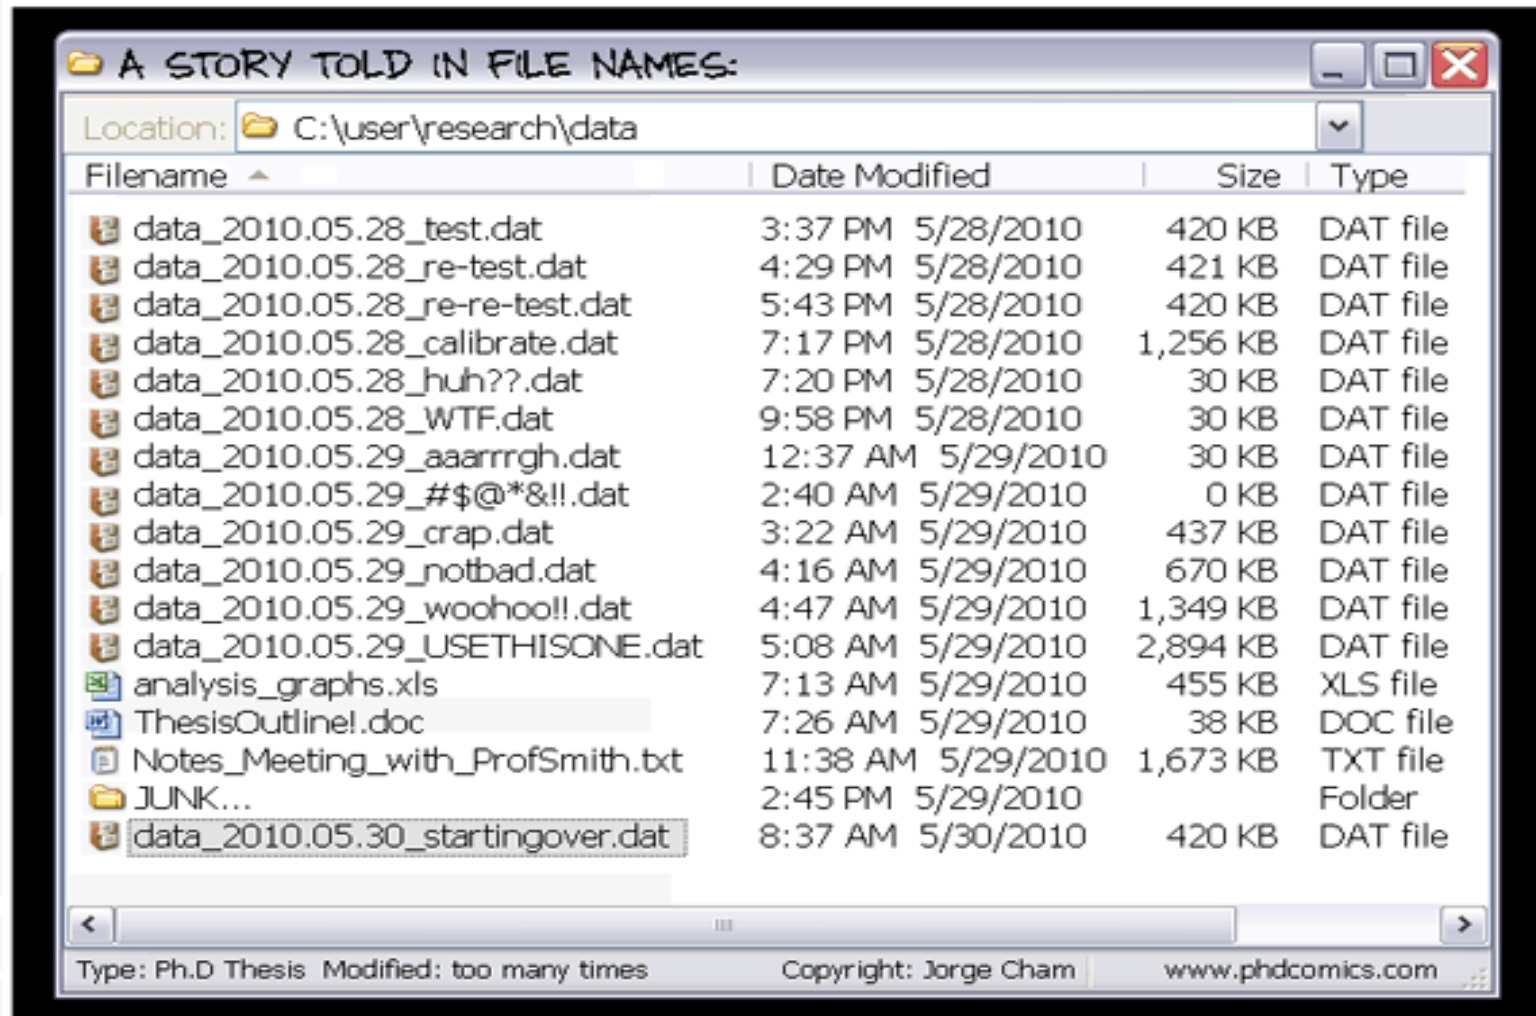 A STORY TOLD IN FILE NAMES:
Location: C:\user\research\data
Filename Date Modified Size Type
data_2010.05.28_test.dat 3:37 PM 5/28/2010 420 KB DAT file
data_2010.05.28_re-test.dat 4:29 PM 5/28/2010 421 KB DAT file
data_2010.05.28_re-re-test.dat 5:43 PM 5/28/2010 420 KB DAT file
data_2010.05.28_calibrate.dat 7:17 PM 5/28/2010 1,256 KB DAT file
data_2010.05.28_huh??.dat 7:20 PM 5/28/2010 30 KB DAT file
data_2010.05.28_WTF.dat 9:58 PM 5/28/2010 30 KB DAT file
data_2010.05.29_aaarrrgh.dat 12:37 AM 5/29/2010 30 KB DAT file
data_2010.05.29_#$@*&!!.dat 2:40 AM 5/29/2010 0 KB DAT file
data_2010.05.29_crap.dat 3:22 AM 5/29/2010 437 KB DAT file
data_2010.05.29_notbad.dat 4:16 AM 5/29/2010 670 KB DAT file
data_2010.05.29_woohoo!!.dat 4:47 AM 5/29/2010 1,349 KB DAT file
data_2010.05.29_USETHISONE.dat 5:08 AM 5/29/2010 2,894 KB DAT file
analysis_graphs.xls 7:13 AM 5/29/2010 455 KB XLS file
ThesisOutline!.doc 7:26 AM 5/29/2010 38 KB DOC file
Notes_Meeting_with_ProfSmith.txt 11:38 AM 5/29/2010 1,673 KB TXT file
JUNK... 2:45 PM 5/29/2010 Folder
data_2010.05.30_startingover.dat 8:37 AM 5/30/2010 420 KB DAT file
Type: Ph.D Thesis Modified: too many times Copyright: Jorge Cham www.phdcomics.com